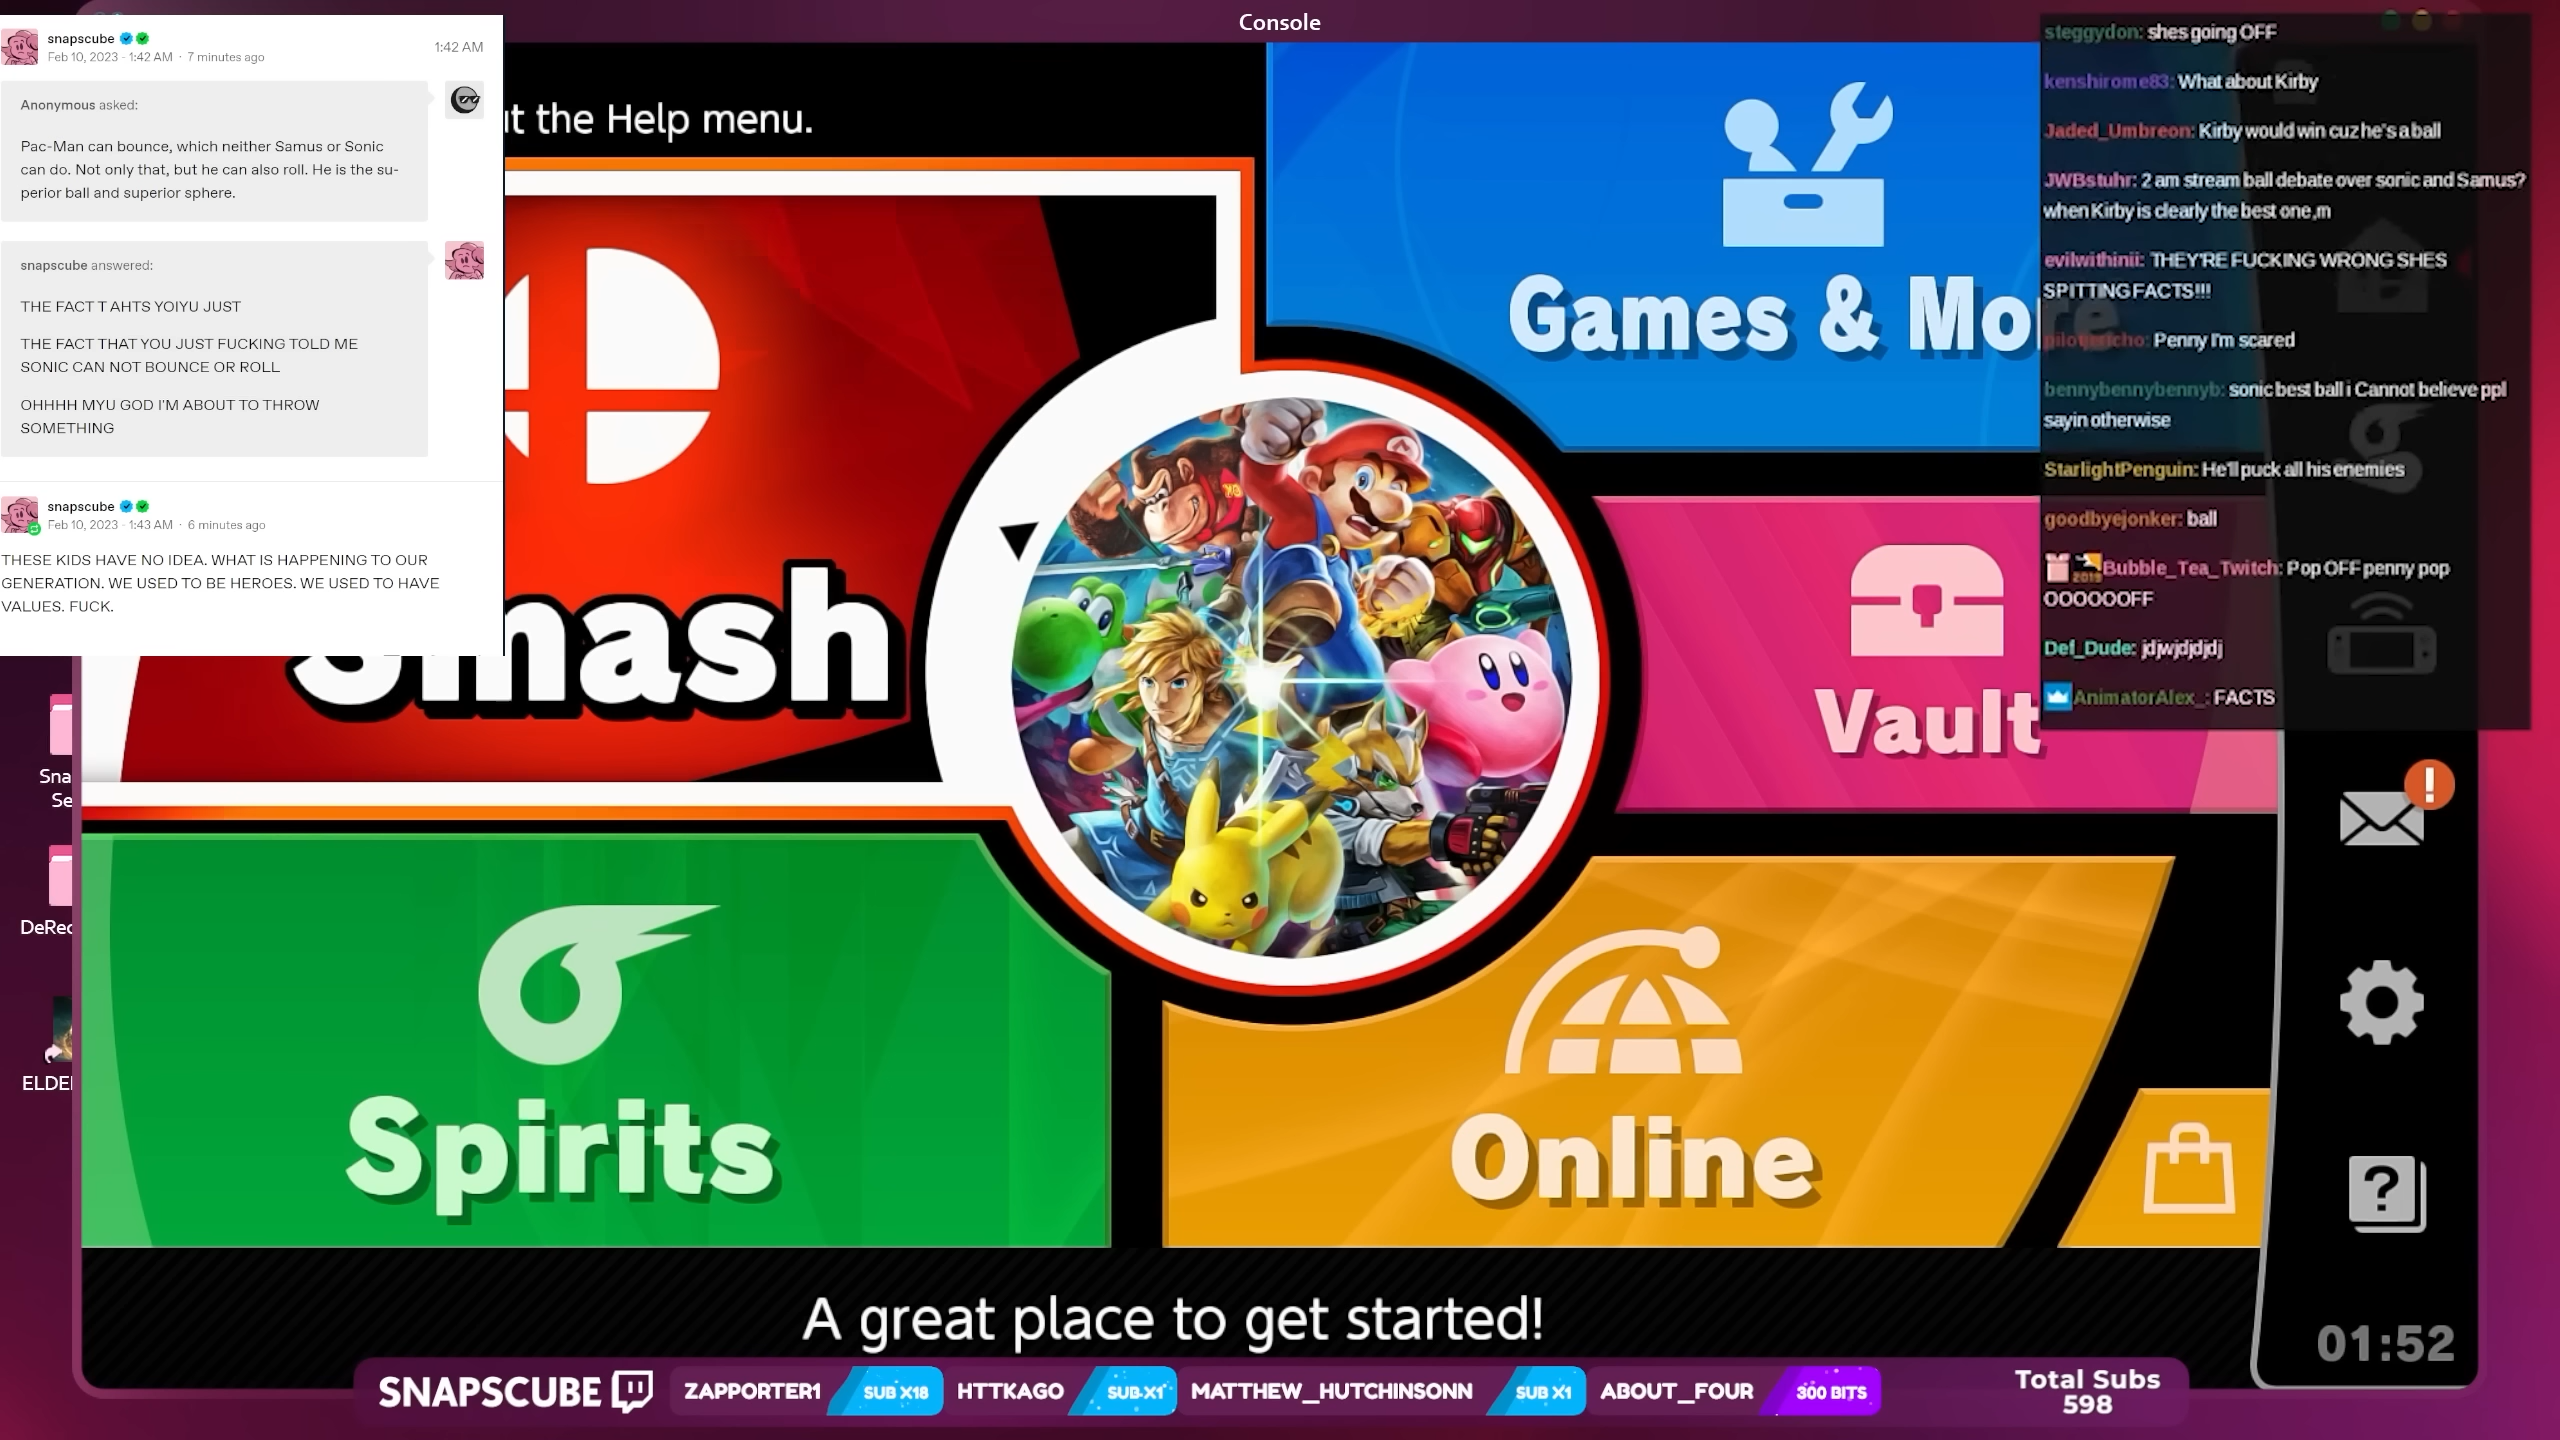 Console
snapscube
Feb 10, 2023 - 1:42 AM · 7 minutes ago
1:42 AM
Anonymous asked:
Pac-Man can bounce, which neither Samus or Sonic
can do. Not only that, but he can also roll. He is the su-
perior ball and superior sphere.
snapscube answered:
THE FACT T AHTS YOIYU JUST
THE FACT THAT YOU JUST FUCKING TOLD ME
SONIC CAN NOT BOUNCE OR ROLL
OHHHH MYU GOD I'M ABOUT TO THROW
SOMETHING
snapscube
Feb 10, 2023 - 1:43 AM · 6 minutes ago
THESE KIDS HAVE NO IDEA. WHAT IS HAPPENING TO OUR
GENERATION. WE USED TO BE HEROES. WE USED TO HAVE
VALUES. FUCK.
the Help menu.
Smash
Games & More
Vault
Spirits
Online
A great place to get started!
01:52
steggydon: shes going OFF
kenshirome83: What about Kirby
Jaded_Umbreon: Kirby would win cuz he's a ball
JWBstuhr: 2 am stream ball debate over sonic and Samus?
when Kirby is clearly the best one,m
evilwithinii: THEY'RE FUCKING WRONG SHES
SPITTING FACTS!!!
pilotjericho: Penny I'm scared
bennybennybennyb: sonic best ball i Cannot believe ppl
sayin otherwise
StarlightPenguin: He'll puck all his enemies
goodbyejonker: ball
2019 Bubble_Tea_Twitch: Pop OFF penny pop
OOOOOOFF
Def_Dude: jdjwjdjdjdj
AnimatorAlex_: FACTS
Sna
Se
DeRec
ELDE
SNAPSCUBE
ZAPPORTER1 SUB X18 HTTKAGO SUB X1 MATTHEW_HUTCHINSONN SUB X1 ABOUT_FOUR 300 BITS
Total Subs
598